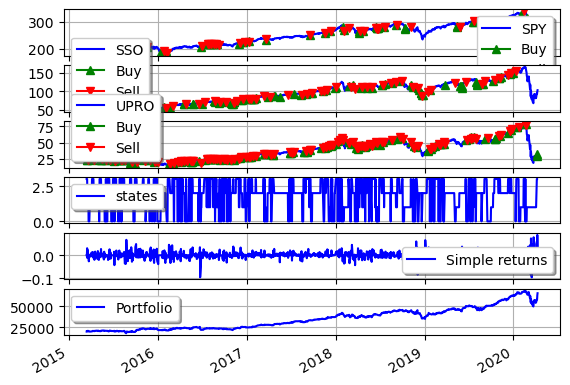 300
200
SPY
Buy
SSO
Buy
Sell
150
100
50
UPRO
Buy
Sell
75
50
25
states
2.5
0.0
Simple returns
0.0
−0.1
Portfolio
50000
25000
2015
2016
2017
2018
2019
2020